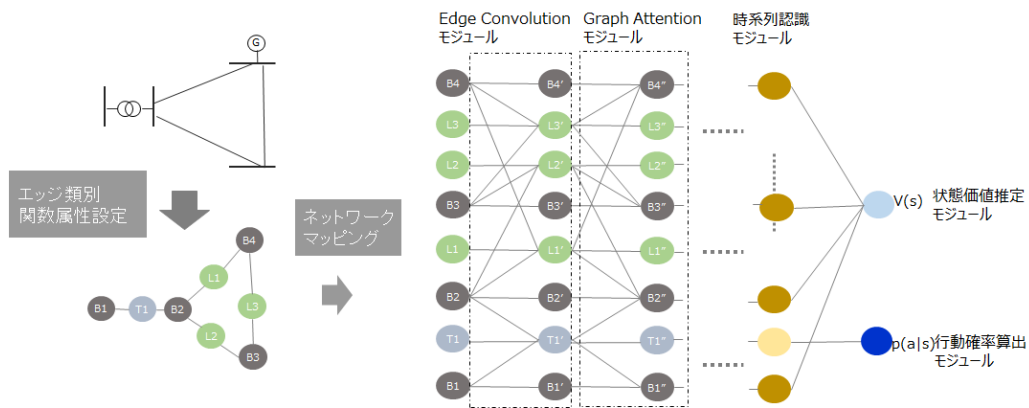 Edge Convolution
モジュール
Graph Attention
モジュール
時系列認識
モジュール
G
エッジ類別
関数属性設定
ネットワーク
マッピング
B4
L1
B1
T1
B2
L3
L2
B3
B4
B4'
B4"
L3
L3'
L3"
L2
L2'
L2"
B3
B3'
B3"
L1
L1'
L1"
B2
B2'
B2"
T1
T1'
T1"
B1
B1'
B1"
V(s) 状態価値推定
モジュール
p(a|s)行動確率算出
モジュール